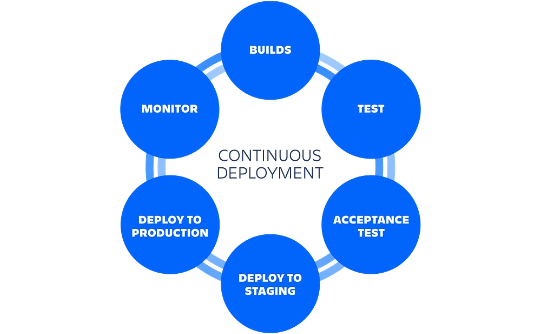 BUILDS
TEST
ACCEPTANCE
TEST
DEPLOY TO
STAGING
DEPLOY TO
PRODUCTION
MONITOR
CONTINUOUS
DEPLOYMENT